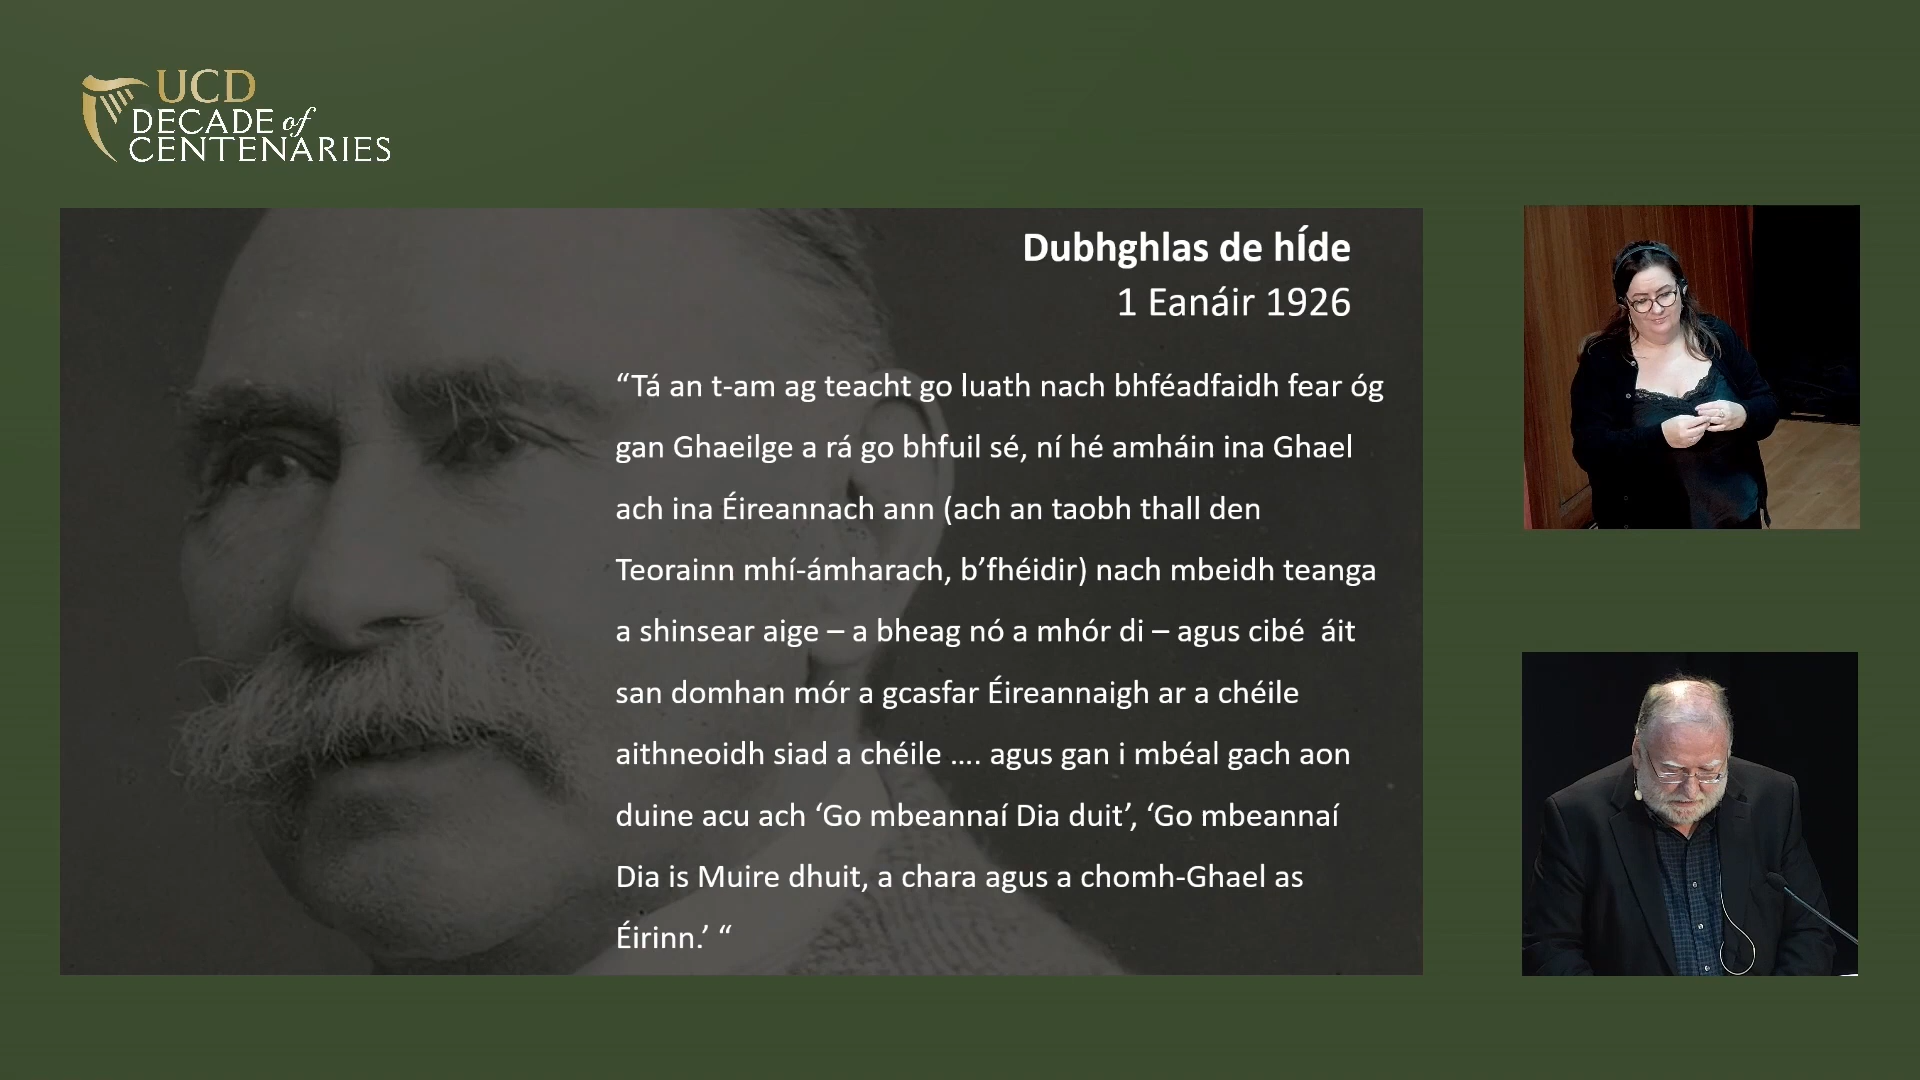 UCD
DECADE of
CENTENARIES
Dubhghlas de hÍde
1 Eanáir 1926
“Tá an t-am ag teacht go luath nach bhféadfaidh fear óg
gan Ghaeilge a rá go bhfuil sé, ní hé amháin ina Ghael
ach ina Éireannach ann (ach an taobh thall den
Teorainn mhí-ámharach, b’fhéidir) nach mbeidh teanga
a shinsear aige – a bheag nó a mhór di – agus cibé  áit
san domhan mór a gcasfar Éireannaigh ar a chéile
aithneoidh siad a chéile .... agus gan i mbéal gach aon
duine acu ach ‘Go mbeannaí Dia duit’, ‘Go mbeannaí
Dia is Muire dhuit, a chara agus a chomh-Ghael as
Éirinn.’ “